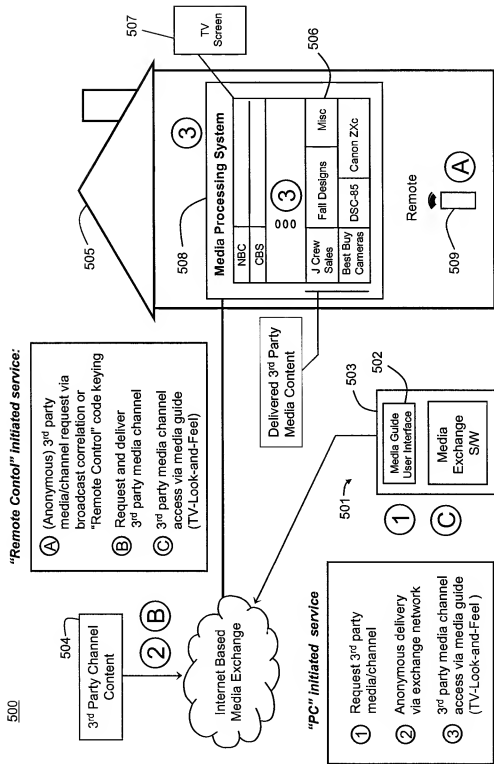 500
"Remote Contol" initiated service:
504
3rd Party Channel
Content
2
B
Internet Based
Media Exchange
A
(Anonymous) 3rd party
media/channel request via
broadcast correlation or
"Remote Control" code keying
B
Request and deliver
3rd party media channel
C
3rd party media channel
access via media guide
(TV-Look-and-Feel)
"PC" initiated service
1
Request 3rd party
media/channel
2
Anonymous delivery
via exchange network
3
3rd party media channel
access via media guide
(TV-Look-and-Feel )
501
1
C
503
502
Media Guide
User Interface
Media
Exchange
S/W
Delivered 3rd Party
Media Content
505
508
3
507
TV
Screen
Media Processing System
NBC
CBS
ooo
3
J Crew
Sales
Fall Designs
Misc
Best Buy
Cameras
DSC-85
Canon ZXc
506
Remote
A
509